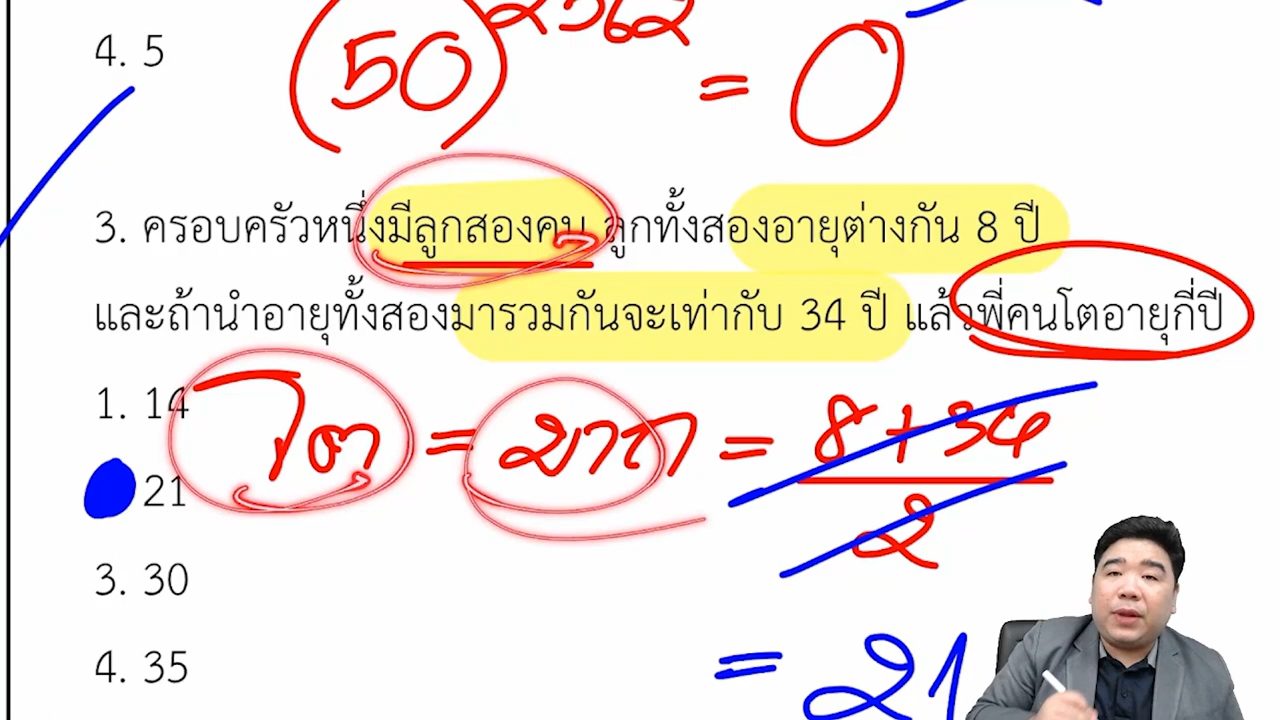 4. 5
(50)2562 = 0
3. ครอบครัวหนึ่งมีลูกสองคน ลูกทั้งสองอายุต่างกัน 8 ปี
และถ้านำอายุทั้งสองมารวมกันจะเท่ากับ 34 ปี แล้วพี่คนโตอายุกี่ปี
1. 14
โต = มาก = 8+34
21
2
3. 30
4. 35
= 21